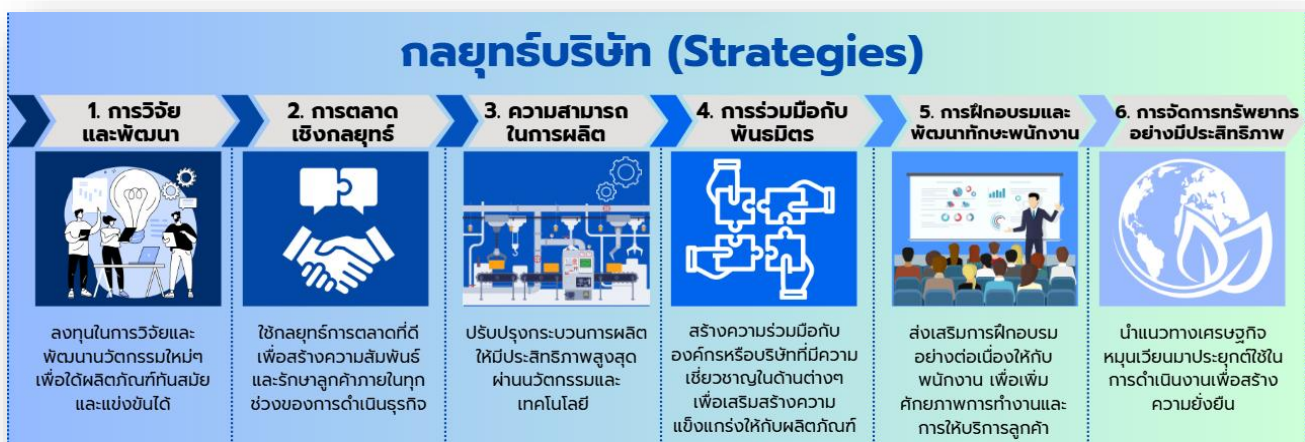 กลยุทธ์บริษัท (Strategies)
1. การวิจัย
และพัฒนา
ลงทุนในการวิจัยและ
พัฒนานวัตกรรมใหม่ๆ
เพื่อให้ผลิตภัณฑ์ทันสมัย
และแข่งขันได้
2. การตลาด
เชิงกลยุทธ์
ใช้กลยุทธ์การตลาดที่ดี
เพื่อสร้างความสัมพันธ์
และรักษาลูกค้าภายในทุก
ช่วงของการดำเนินธุรกิจ
3. ความสามารถ
ในการผลิต
ปรับปรุงกระบวนการผลิต
ให้มีประสิทธิภาพสูงสุด
ผ่านนวัตกรรมและ
เทคโนโลยี
4. การร่วมมือกับ
พันธมิตร
สร้างความร่วมมือกับ
องค์กรหรือบริษัทที่มีความ
เชี่ยวชาญในด้านต่างๆ
เพื่อเสริมสร้างความ
แข็งแกร่งให้กับผลิตภัณฑ์
5. การฝึกอบรมและ
พัฒนาทักษะพนักงาน
ส่งเสริมการฝึกอบรม
อย่างต่อเนื่องให้กับ
พนักงาน เพื่อเพิ่ม
ศักยภาพการทำงานและ
การให้บริการลูกค้า
6. การจัดการทรัพยากร
อย่างมีประสิทธิภาพ
นำแนวทางเศรษฐกิจ
หมุนเวียนมาประยุกต์ใช้ใน
การดำเนินงานเพื่อสร้าง
ความยั่งยืน